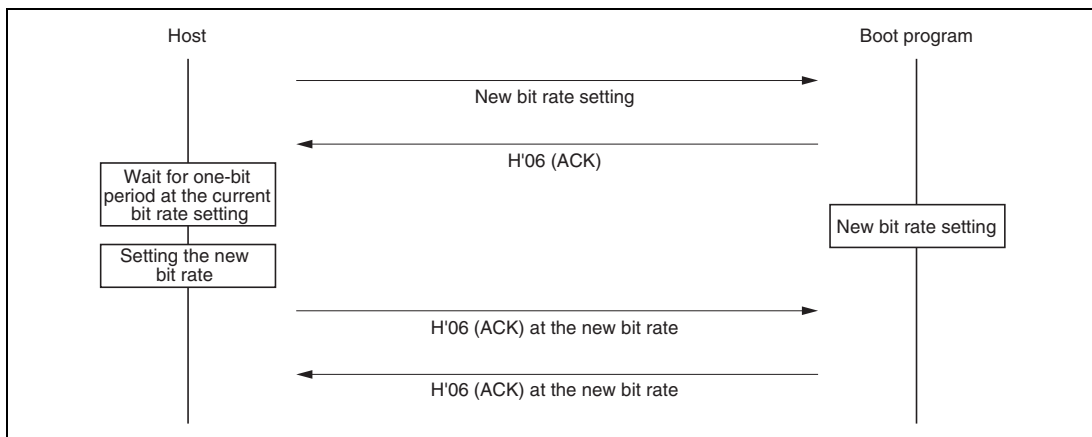 Host
Boot program
New bit rate setting
H'06 (ACK)
Wait for one-bit
period at the current
bit rate setting
New bit rate setting
Setting the new
bit rate
H'06 (ACK) at the new bit rate
H'06 (ACK) at the new bit rate